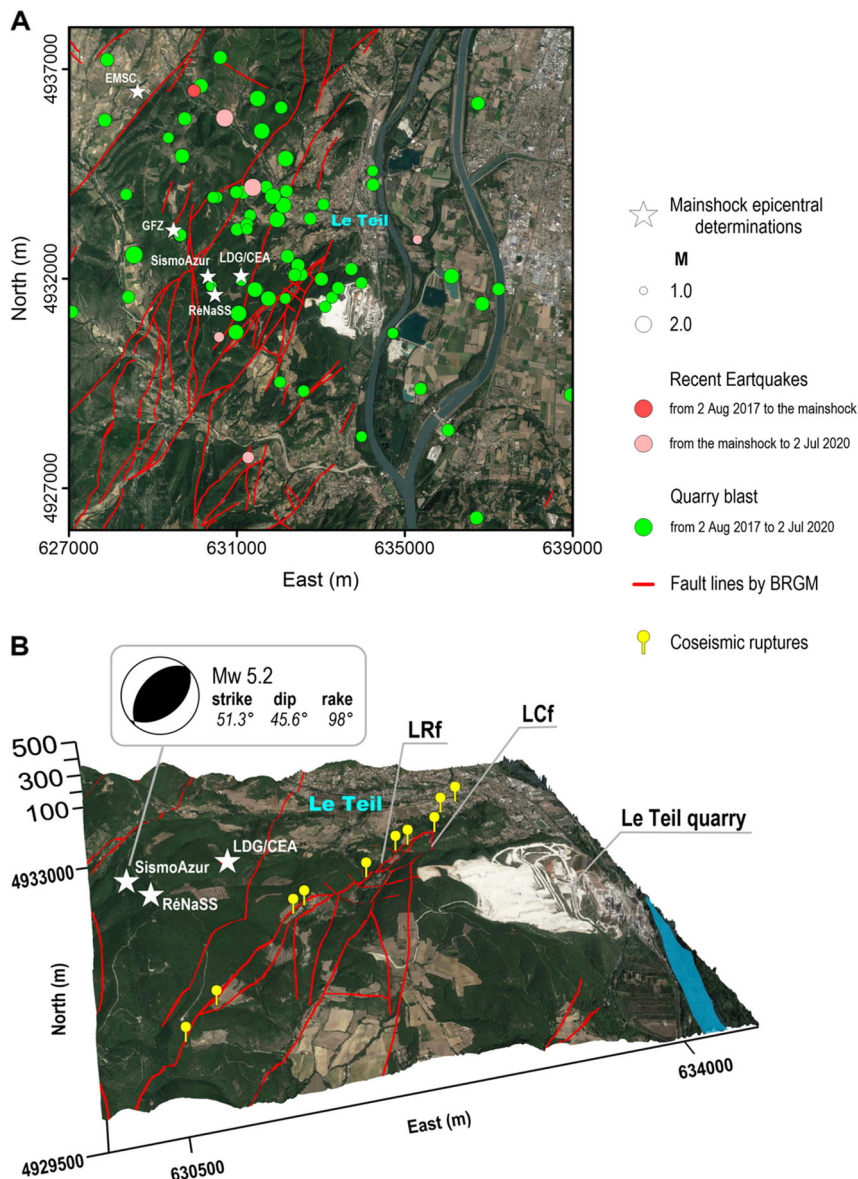 A
4937000
4932000
4927000
North (m)
627000
631000
635000
639000
East (m)
EMSC
GFZ
SismoAzur
LDG/CEA
RéNaSS
Le Teil
Mainshock epicentral
determinations
M
1.0
2.0
Recent Eartquakes
from 2 Aug 2017 to the mainshock
from the mainshock to 2 Jul 2020
Quarry blast
from 2 Aug 2017 to 2 Jul 2020
Fault lines by BRGM
Coseismic ruptures
B
Mw 5.2
strike dip rake
51.3° 45.6° 98°
500
300
100
LRf
LCf
Le Teil
Le Teil quarry
LDG/CEA
SismoAzur
RéNaSS
4933000
North (m)
4929500
630500
East (m)
634000